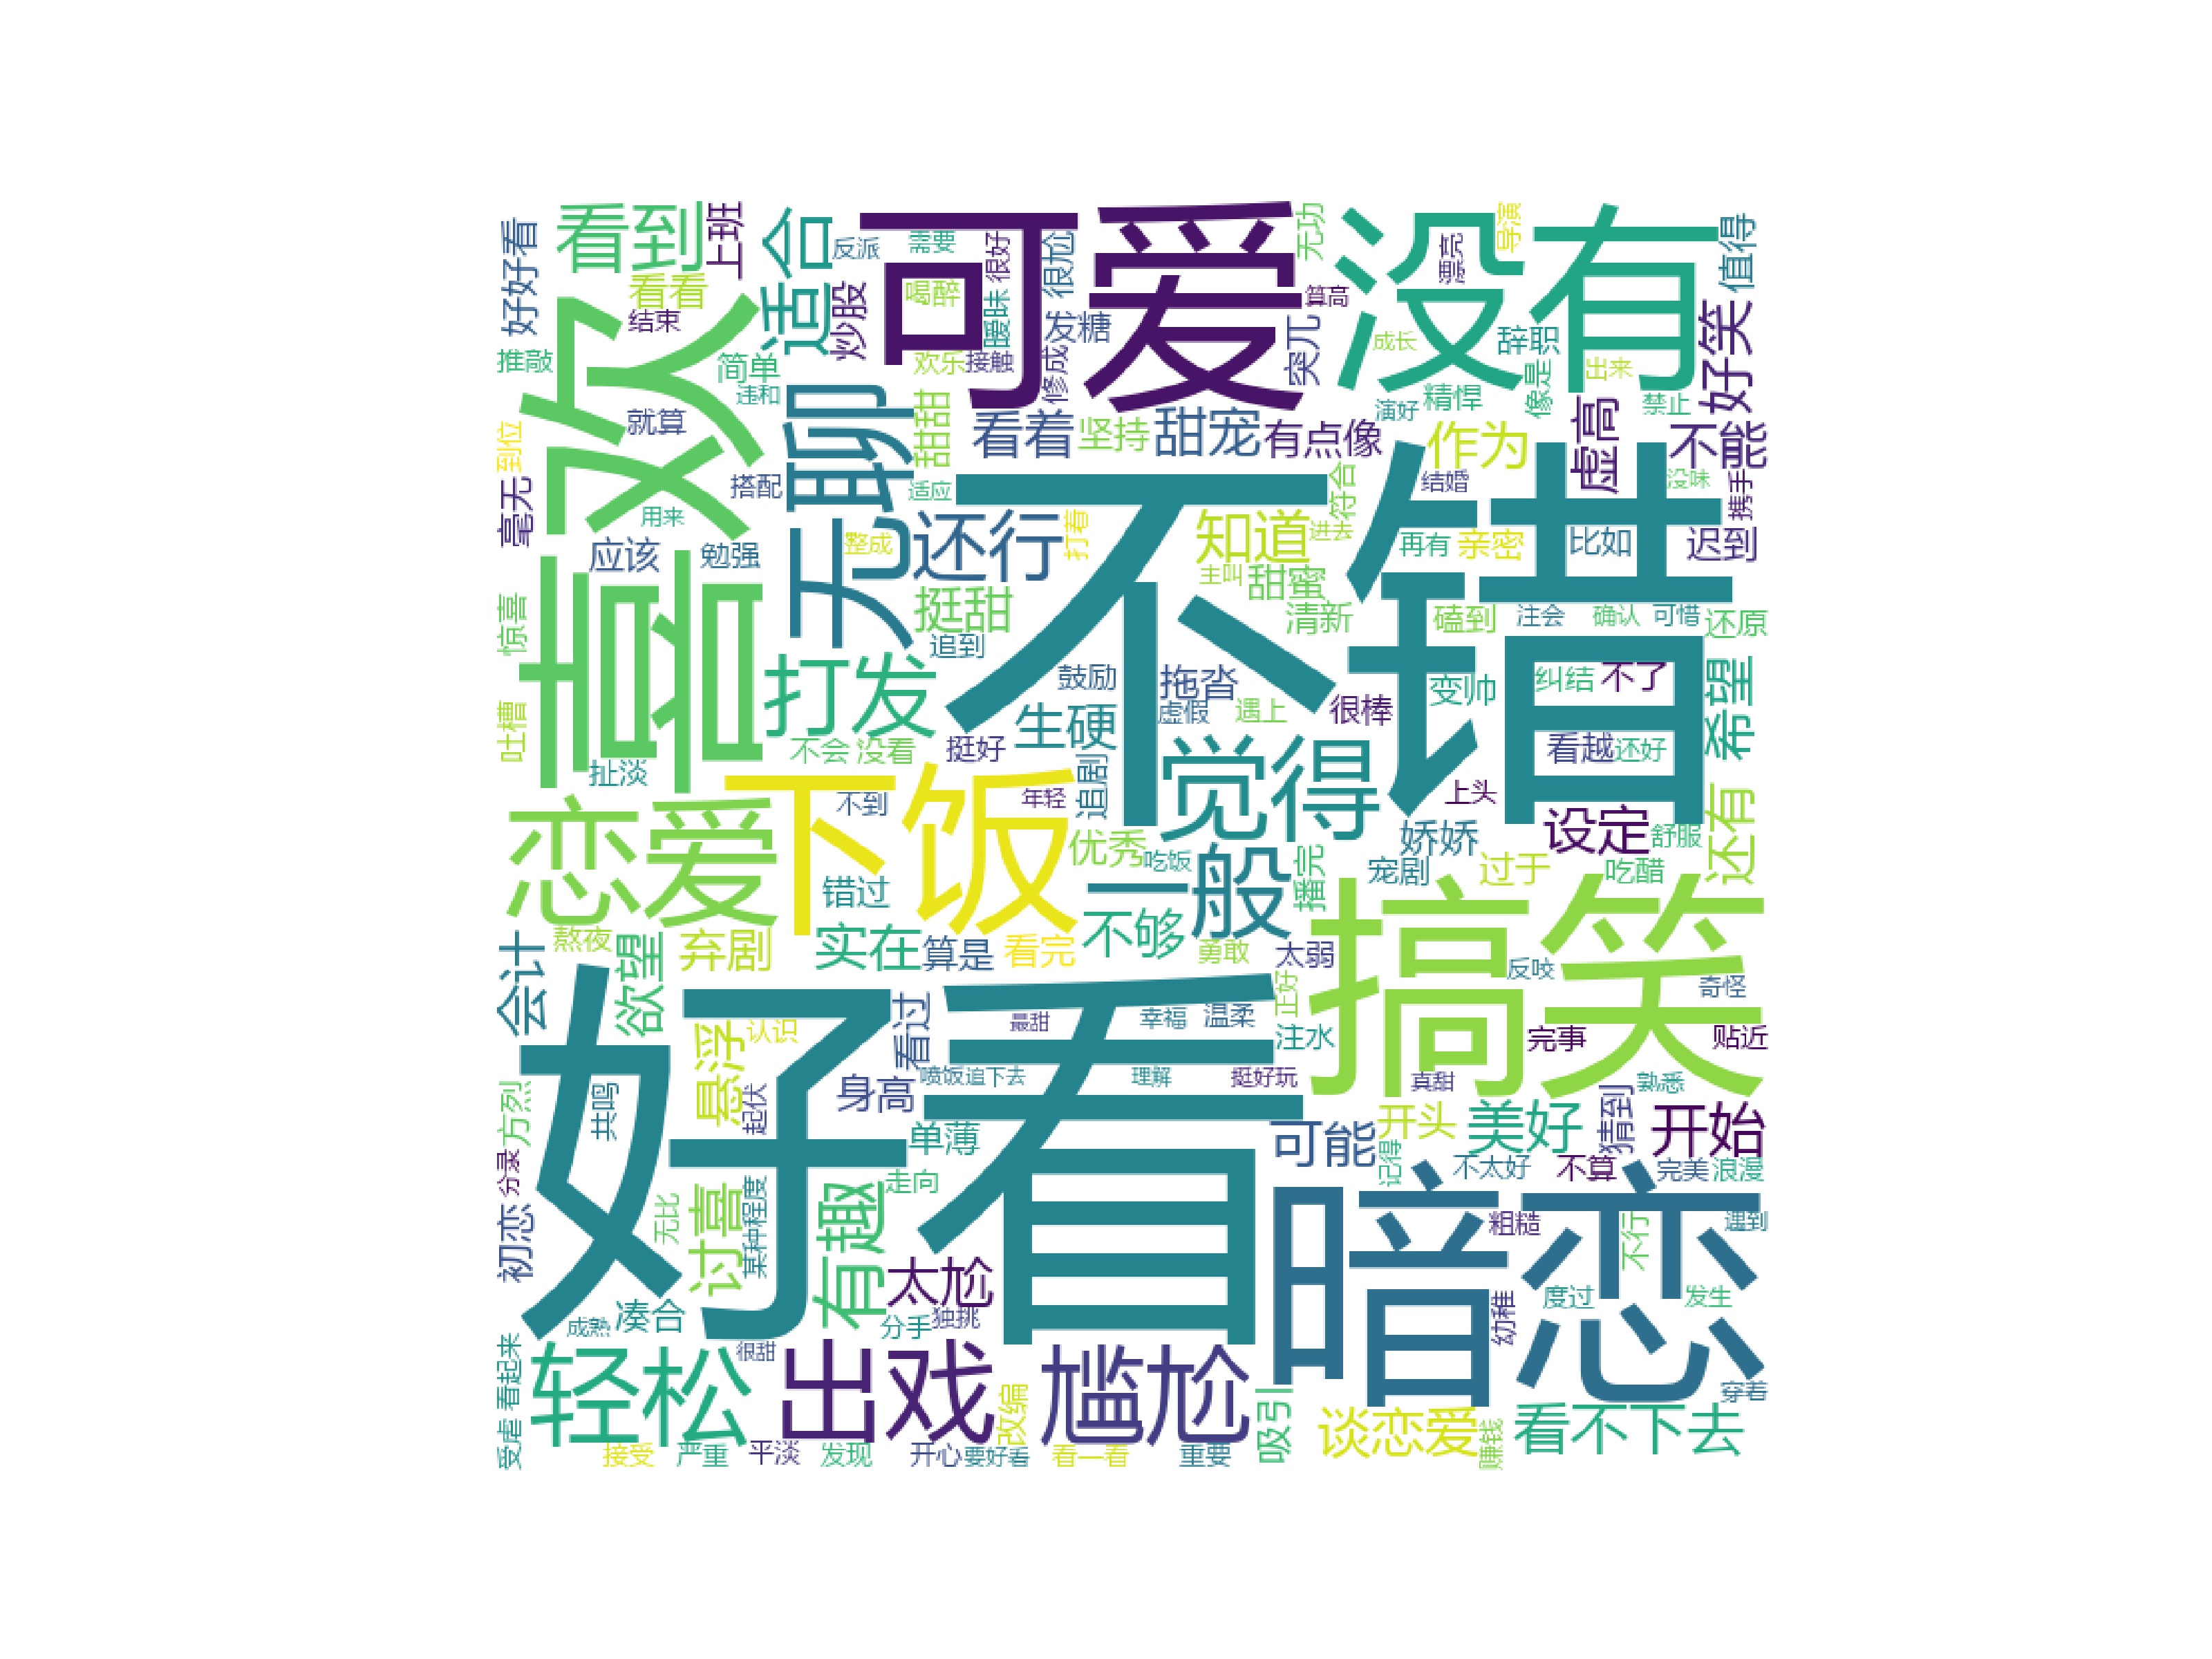 好好看
看到
上班
适合
反派
需要
很好
可爱
很尬
无功
没有
导演
漂亮
值得
看看
结束
喝醉
炒股
暧昧
发糖
算高
突兀
成长
辞职
出来
好笑
推敲
简单
违和
欢乐
接触
修成
像是
禁止
喜欢
就算
无聊
甜甜
看着
坚持
甜宠
有点像
演好
精悍
作为
虚高
不能
到位
毫无
搭配
适应
不错
符合
结婚
没味
携手
用来
应该
勉强
整成
还行
打着
知道
进去
再有
亲密
比如
迟到
惊喜
挺甜
主叫
甜蜜
清新
磕到
注会
确认
可惜
还原
追到
打发
鼓励
拖沓
变帅
纠结
不了
希望
吐槽
生硬
虚假
遇上
很棒
扯淡
不会
没看
挺好
追剧
觉得
看越
还好
恋爱
下饭
不到
年轻
上头
还有
优秀
吃饭
播完
娇娇
设定
舒服
错过
一般
宠剧
过于
吃醋
搞笑
熬夜
弃剧
实在
算是
看完
不够
勇敢
太弱
会计
欲望
好看
正好
反咬
奇怪
悬浮
认识
看过
最甜
幸福
温柔
注水
完事
贴近
方烈
共鸣
起伏
身高
喷饭
追下去
理解
挺好玩
真甜
熟悉
单薄
可能
开头
美好
猜到
开始
分录
走向
记得
不太好
不算
完美
浪漫
初恋
无比
讨喜
某种程度
有趣
暗恋
粗糙
不行
遇到
太尬
凑合
成熟
分手
独挑
幼稚
度过
发生
看起来
轻松
很甜
出戏
尴尬
穿着
受虐
改编
吸引
谈恋爱
赚钱
看不下去
接受
严重
平淡
发现
开心
要好看
看一看
重要